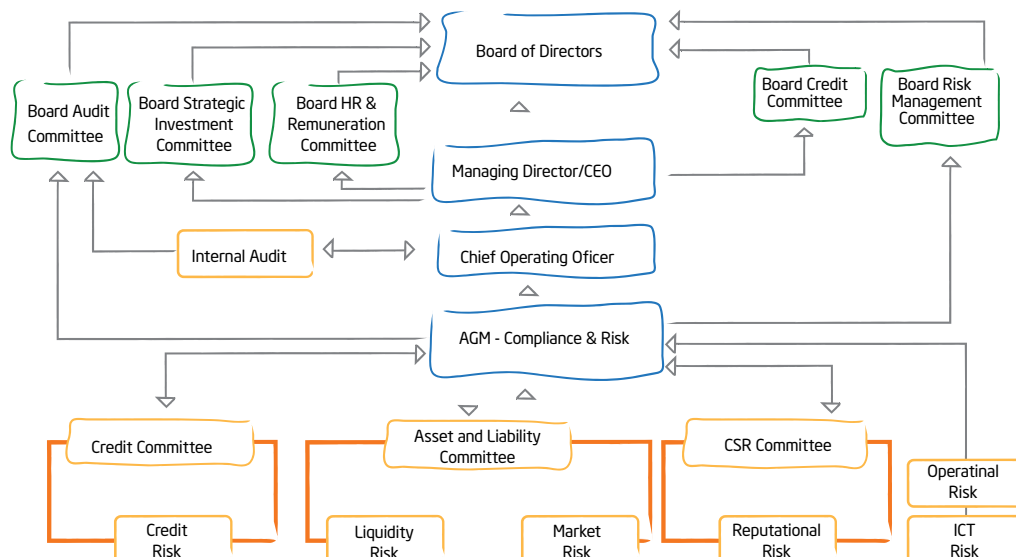 Board of Directors
Board Audit
Committee
Board Strategic
Investment
Committee
Board HR &
Remuneration
Committee
Board Credit
Committee
Board Risk
Management
Committee
Managing Director/CEO
Internal Audit
Chief Operating Oficer
AGM - Compliance & Risk
Credit Committee
Asset and Liability
Committee
CSR Committee
Operatinal
Risk
Credit
Risk
Liquidity
Risk
Market
Risk
Reputational
Risk
ICT
Risk